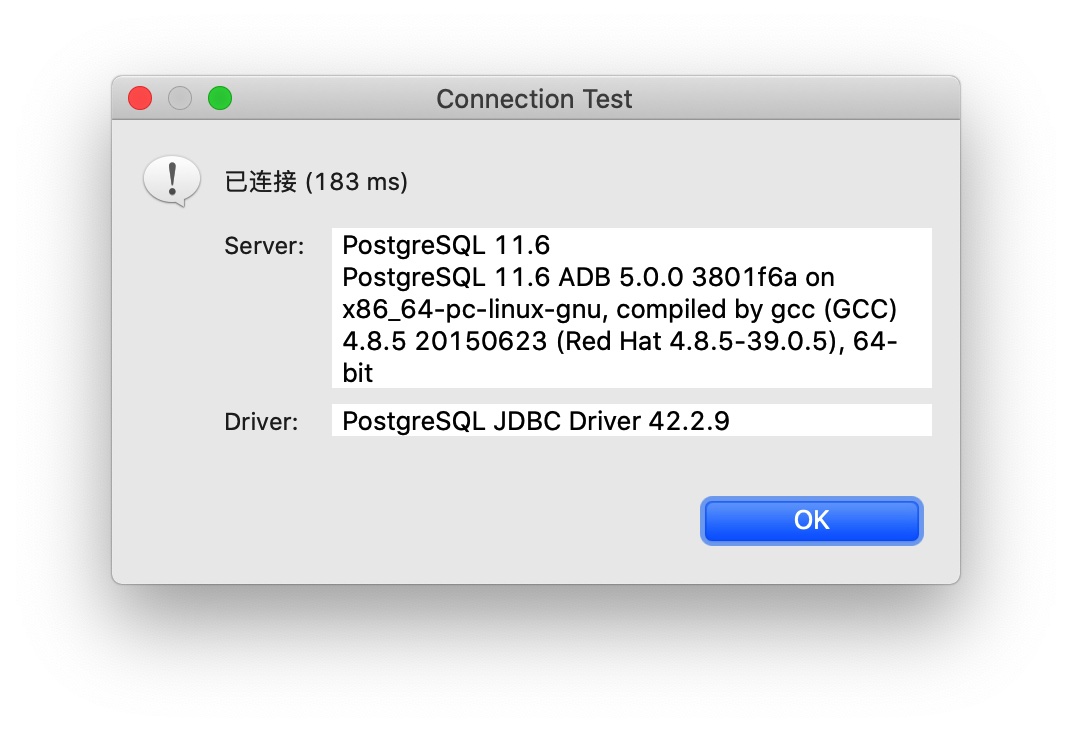 Connection Test
已连接 (183 ms)
Server:
PostgreSQL 11.6
PostgreSQL 11.6 ADB 5.0.0 3801f6a on
x86_64-pc-linux-gnu, compiled by gcc (GCC)
4.8.5 20150623 (Red Hat 4.8.5-39.0.5), 64-
bit
Driver:
PostgreSQL JDBC Driver 42.2.9
OK